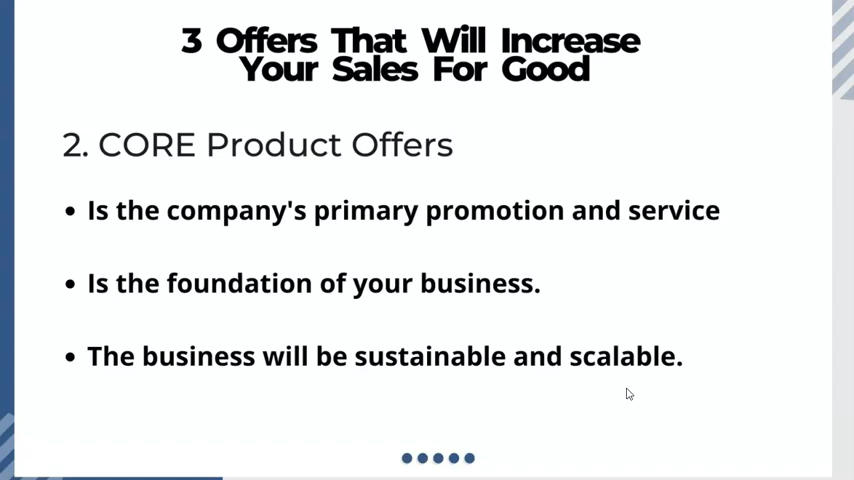 3 Offers That Will Increase
Your Sales For Good
2. CORE Product Offers
• Is the company's primary promotion and service
• Is the foundation of your business.
• The business will be sustainable and scalable.